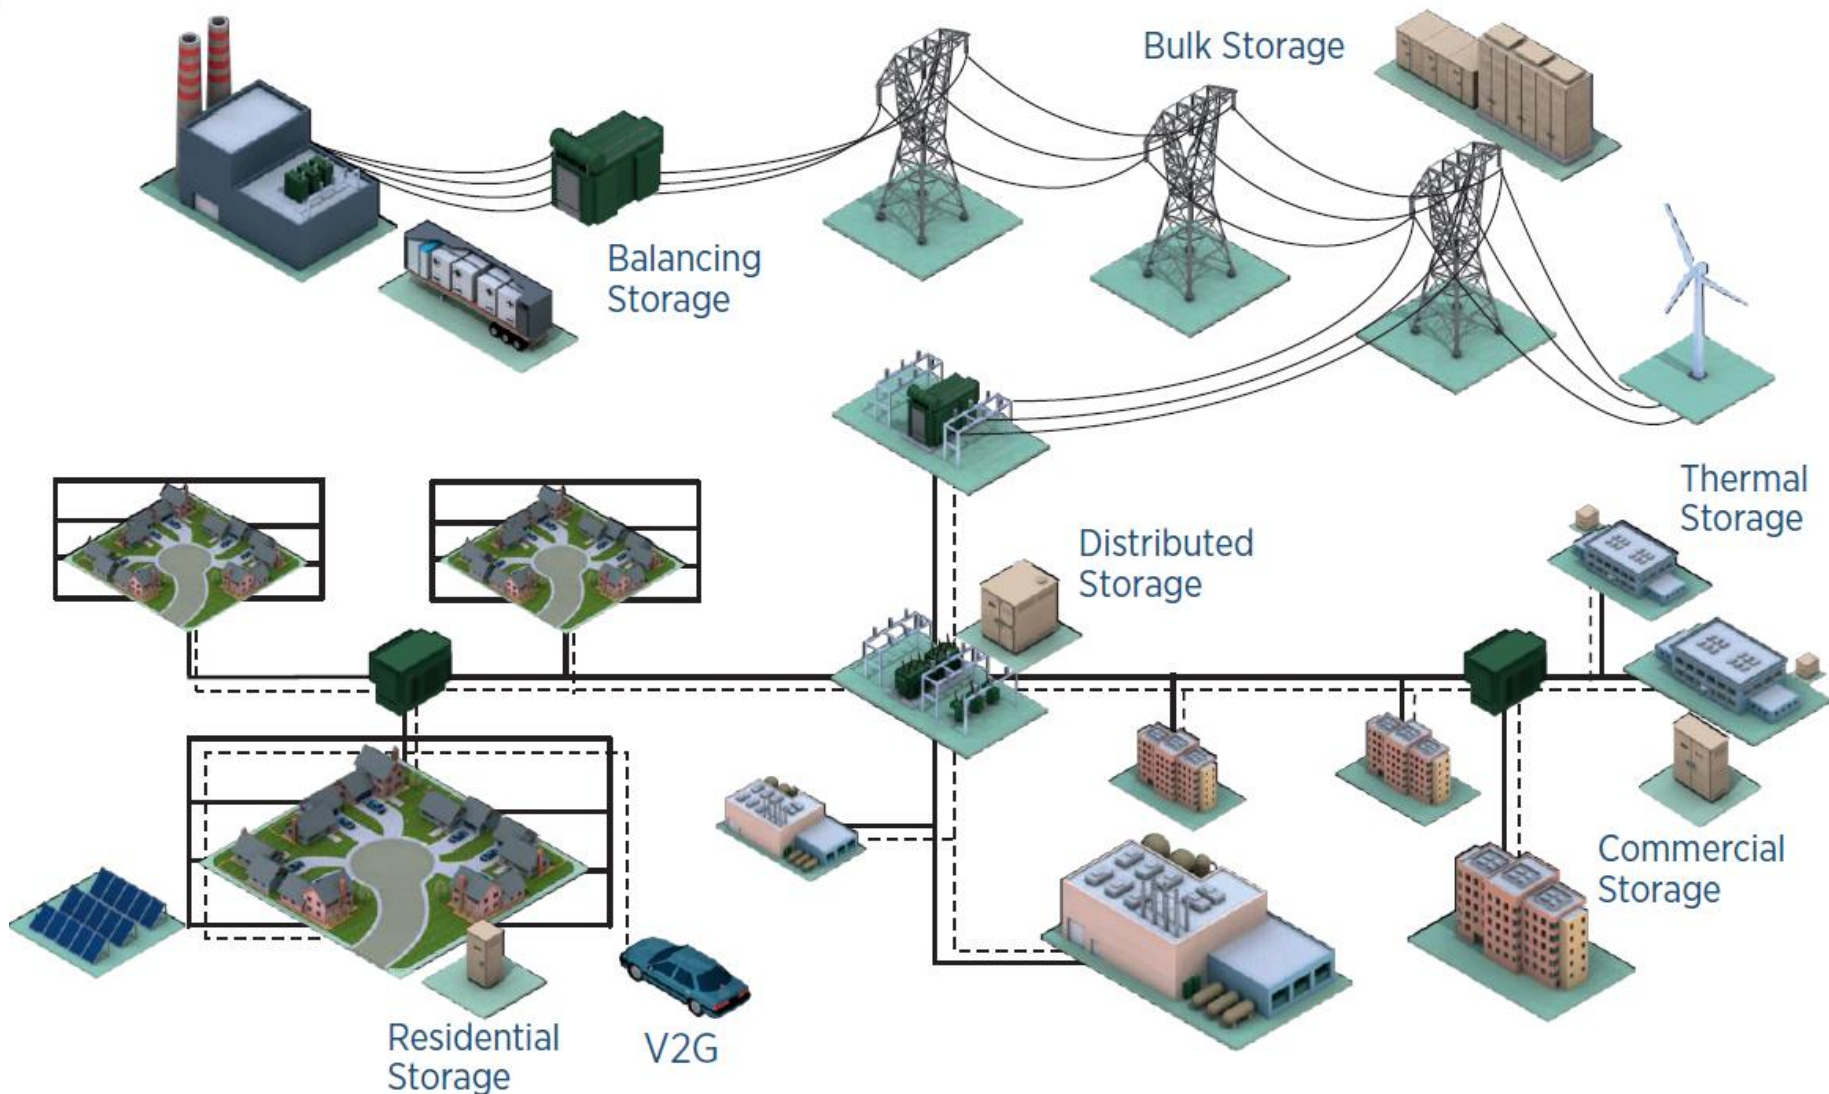 Bulk Storage
Balancing
Storage
Thermal
Storage
Distributed
Storage
Commercial
Storage
Residential
Storage
V2G